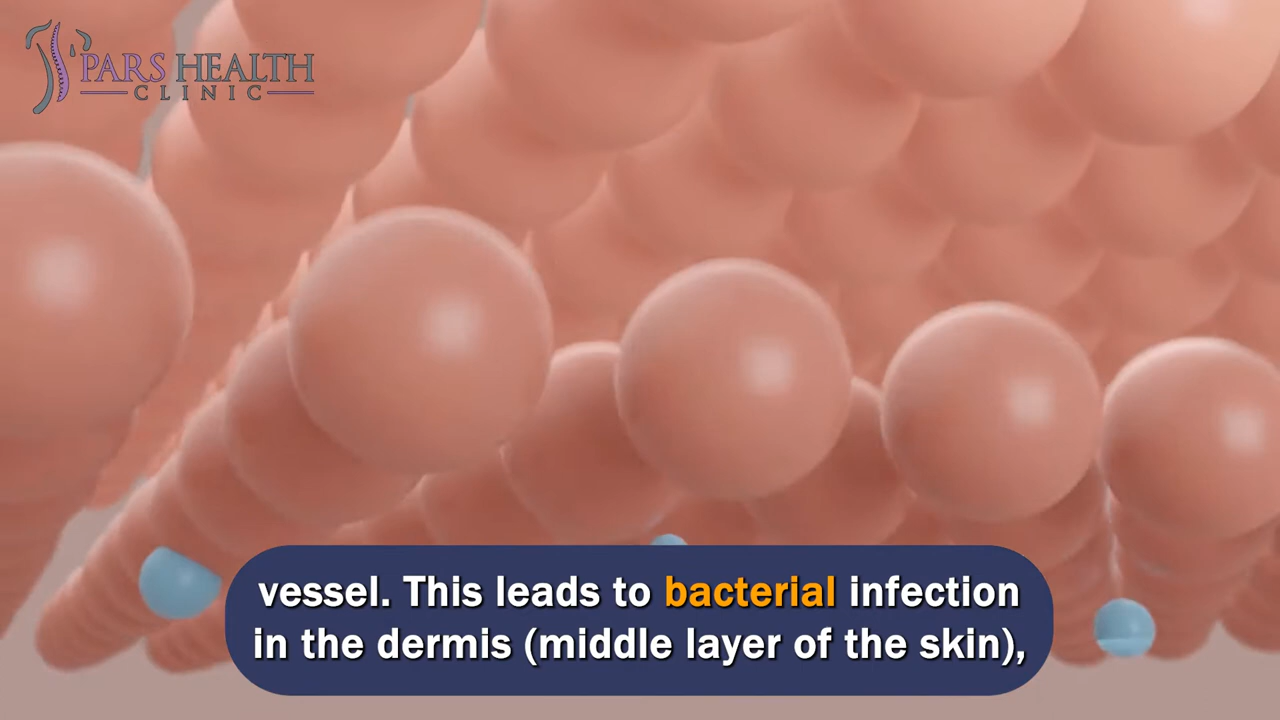 PARS HEALTH
CLINIC
vessel. This leads to bacterial infection
in the dermis (middle layer of the skin),